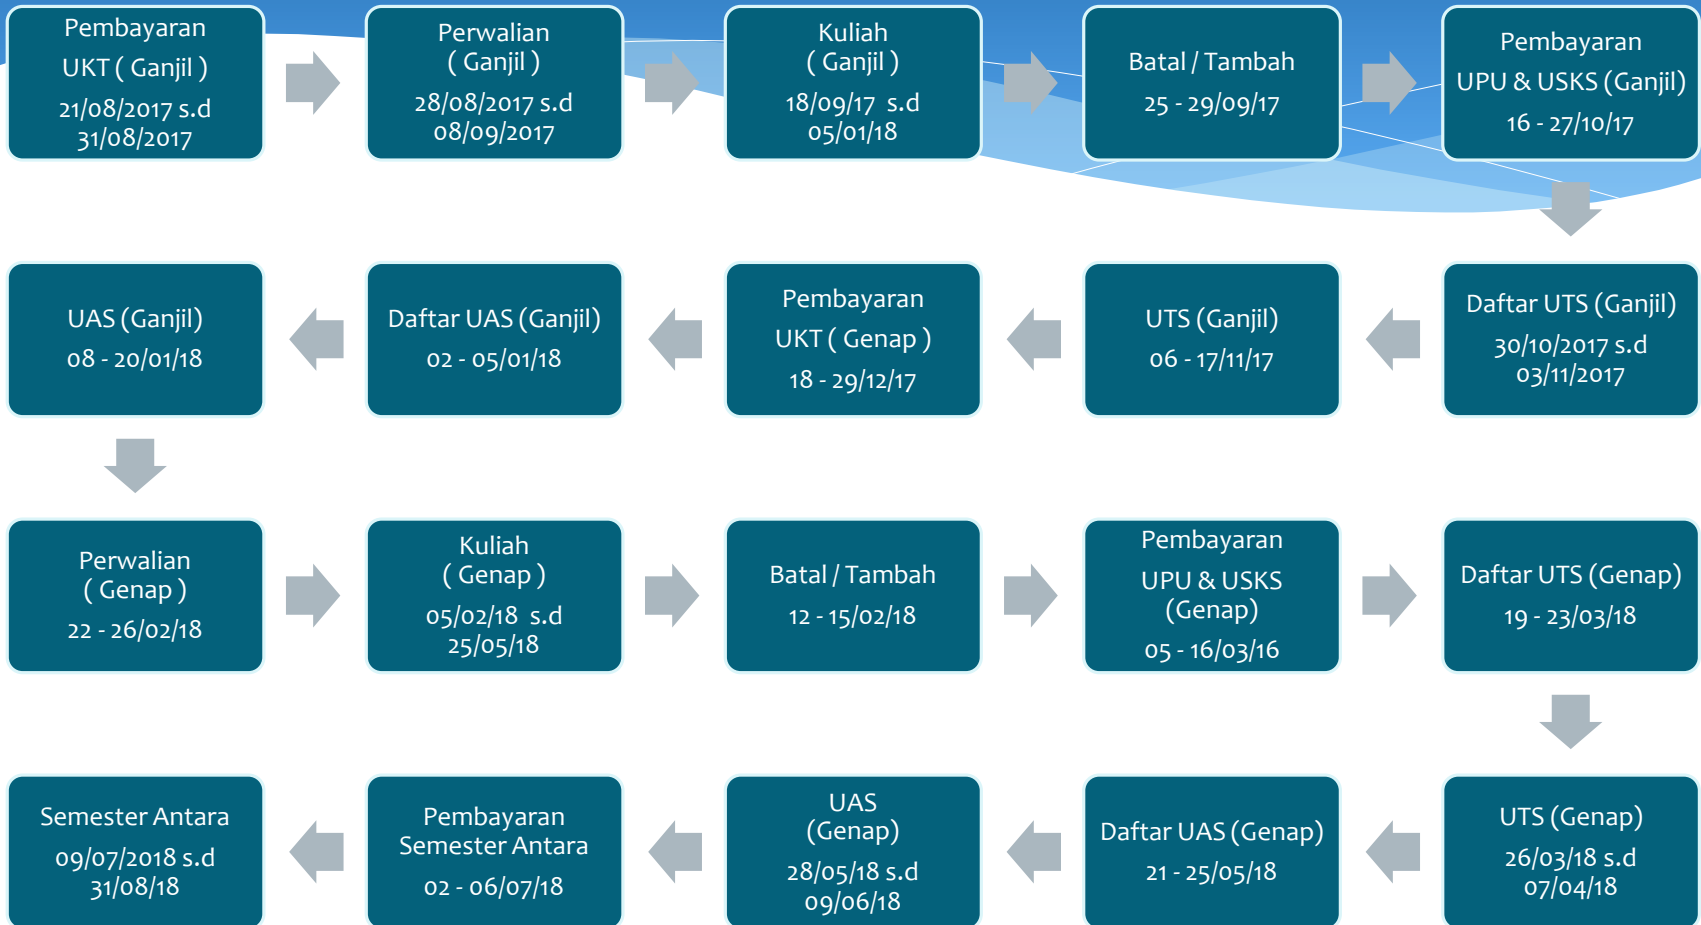 Pembayaran
UKT ( Ganjil )
21/08/2017 s.d
31/08/2017
Perwalian
( Ganjil )
28/08/2017 s.d
08/09/2017
Kuliah
( Ganjil )
18/09/17 s.d
05/01/18
Batal / Tambah
25 - 29/09/17
Pembayaran
UPU & USKS (Ganjil)
16 - 27/10/17
Daftar UTS (Ganjil)
30/10/2017 s.d
03/11/2017
UTS (Ganjil)
06 - 17/11/17
Pembayaran
UKT ( Genap )
18 - 29/12/17
Daftar UAS (Ganjil)
02 - 05/01/18
UAS (Ganjil)
08 - 20/01/18
Perwalian
( Genap )
22 - 26/02/18
Kuliah
( Genap )
05/02/18 s.d
25/05/18
Batal / Tambah
12 - 15/02/18
Pembayaran
UPU & USKS
(Genap)
05 - 16/03/16
Daftar UTS (Genap)
19 - 23/03/18
UTS (Genap)
26/03/18 s.d
07/04/18
Daftar UAS (Genap)
21 - 25/05/18
UAS
(Genap)
28/05/18 s.d
09/06/18
Pembayaran
Semester Antara
02 - 06/07/18
Semester Antara
09/07/2018 s.d
31/08/18